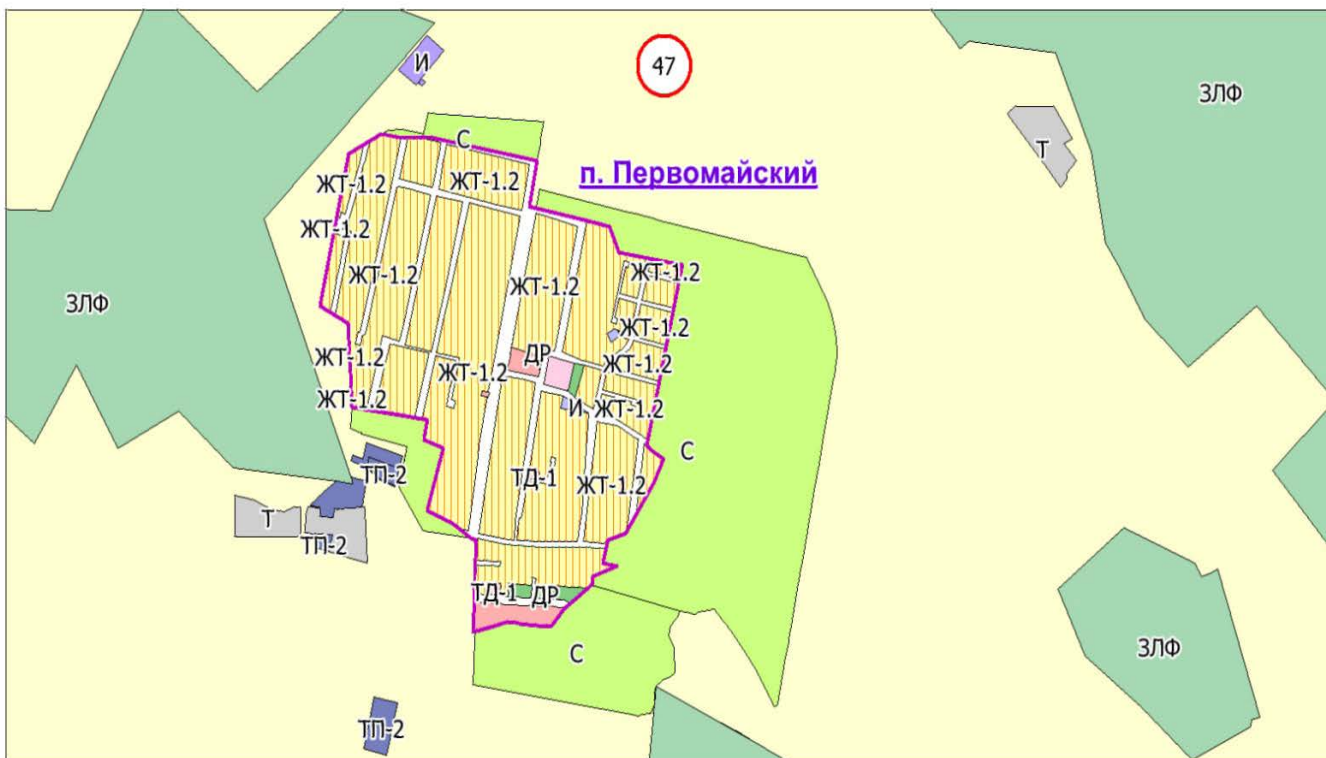 И
47
ЗЛФ
С
Т
п. Первомайский
ЖТ-1.2
ЖТ-1.2
ЖТ-1.2
ЖТ-1.2
ЖТ-1.2
ЖТ-1.2
ЗЛФ
ЖТ-1.2
ЖТ-1.2
ДР
ЖТ-1.2
ЖТ-1.2
ЖТ-1.2
ЖТ-1.2
И
ЖТ-1.2
С
ТП-2
ТД-1
ЖТ-1.2
Т
ТП-2
ТД-1
ДР
С
ЗЛФ
ТП-2